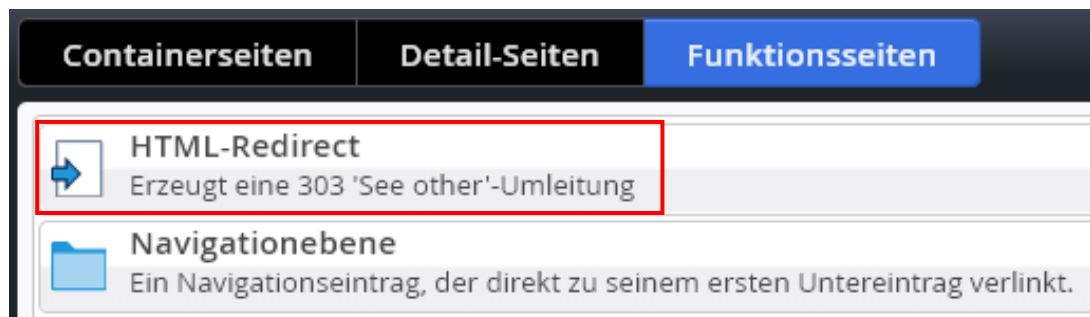 Containerseiten Detail-Seiten Funktionsseiten
HTML-Redirect
Erzeugt eine 303 'See other'-Umleitung
Navigationebene
Ein Navigationseintrag, der direkt zu seinem ersten Untereintrag verlinkt.